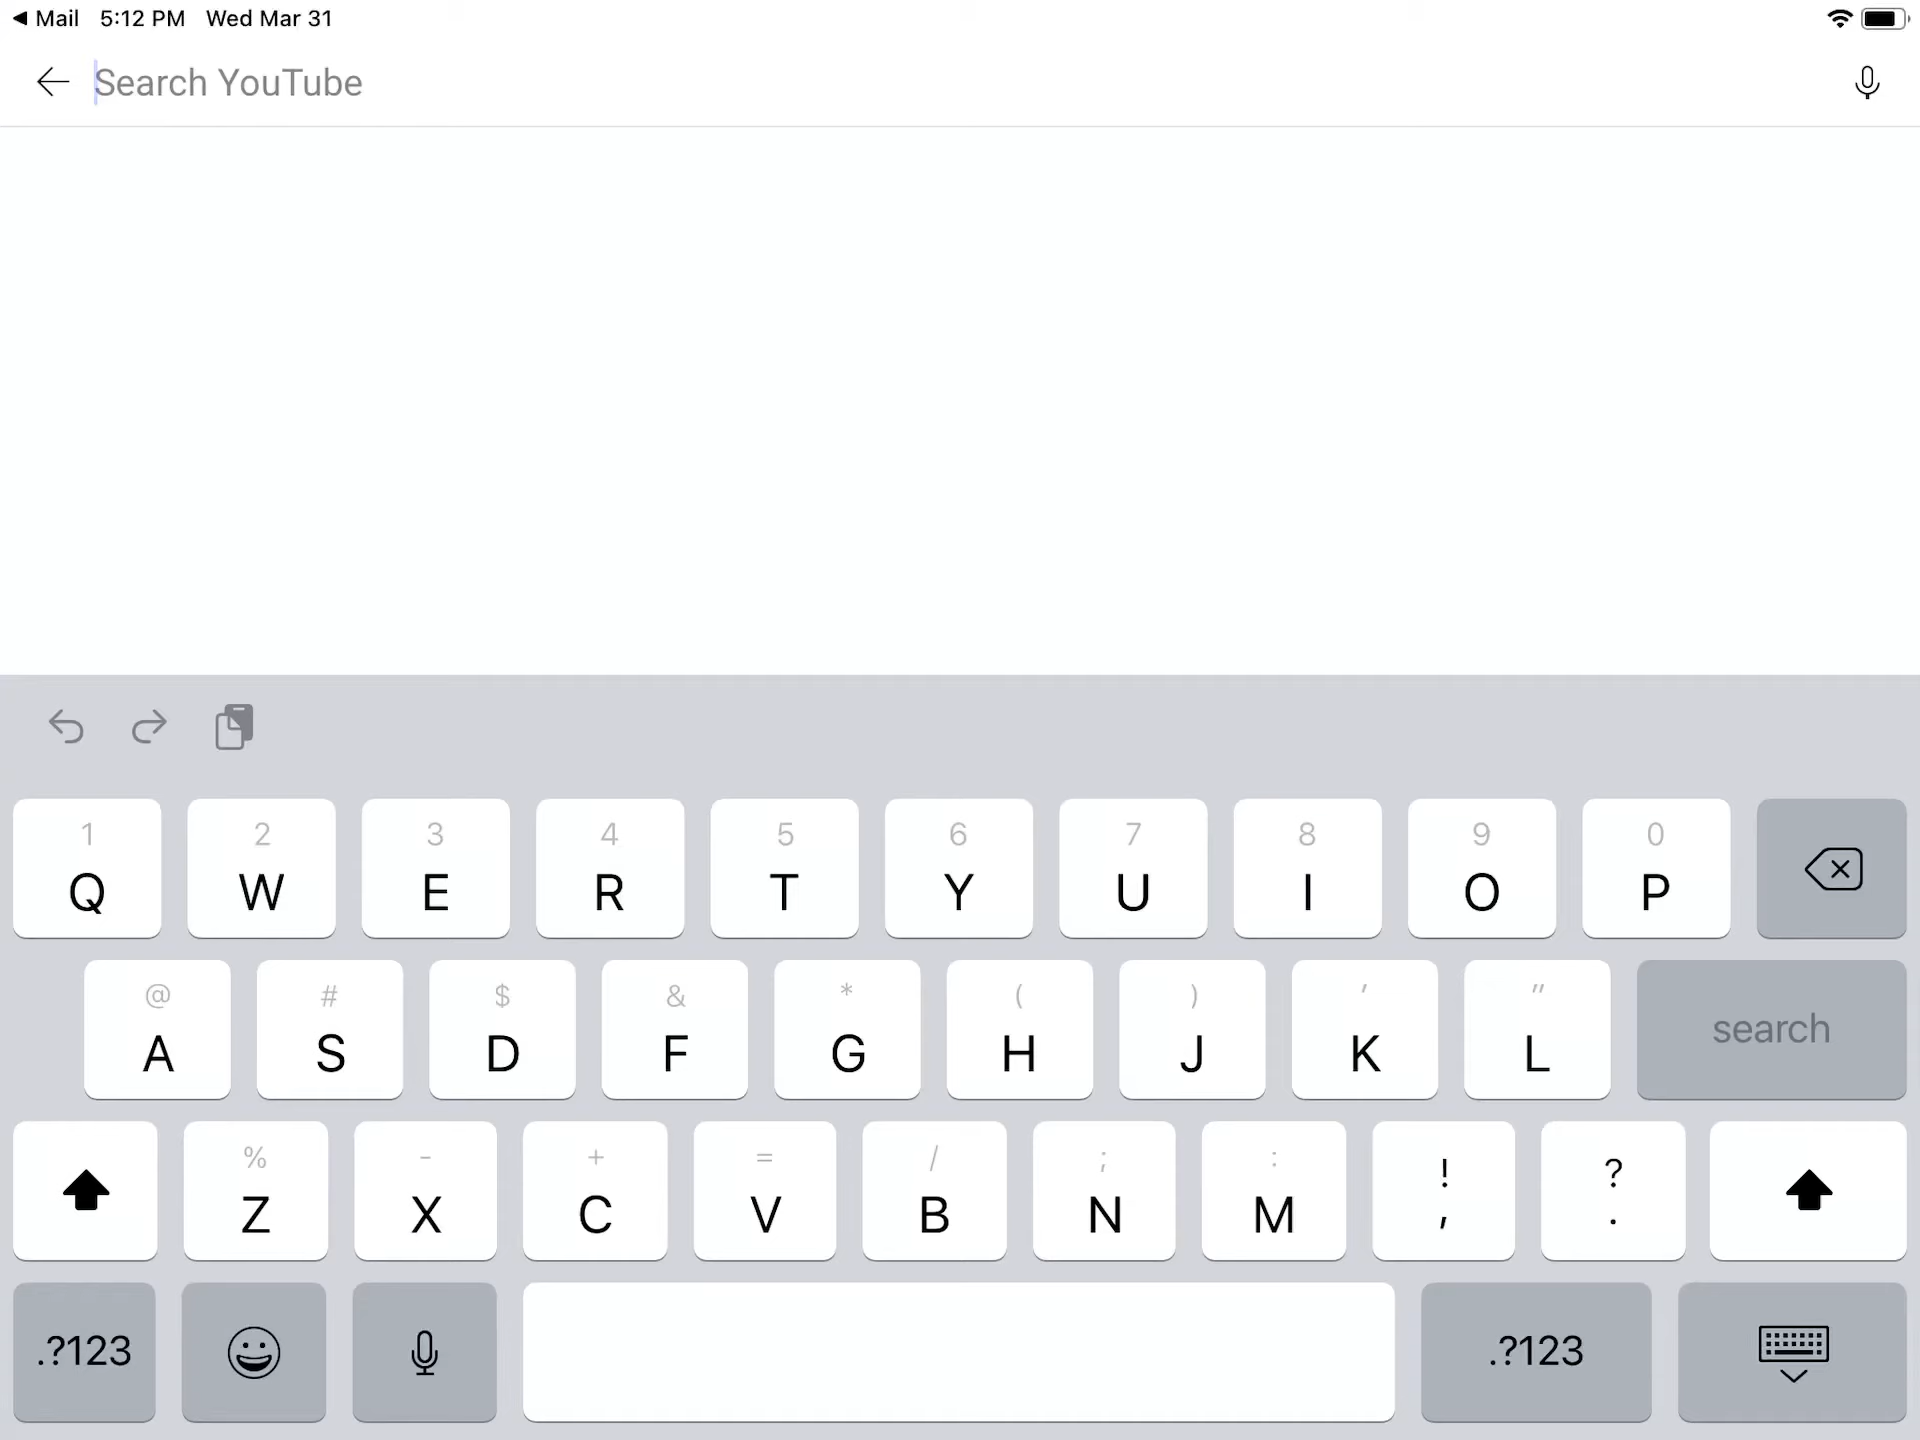 Mail 5:12 PM Wed Mar 31
Search YouTube
1 2 3 4 5 6 7 8 9 0
Q W E R T Y U I O P
@ # $ & * ( ) ' "
A S D F G H J K L search
% - + = / ; : ! ?
Z X C V B N M , .
.?123 .?123